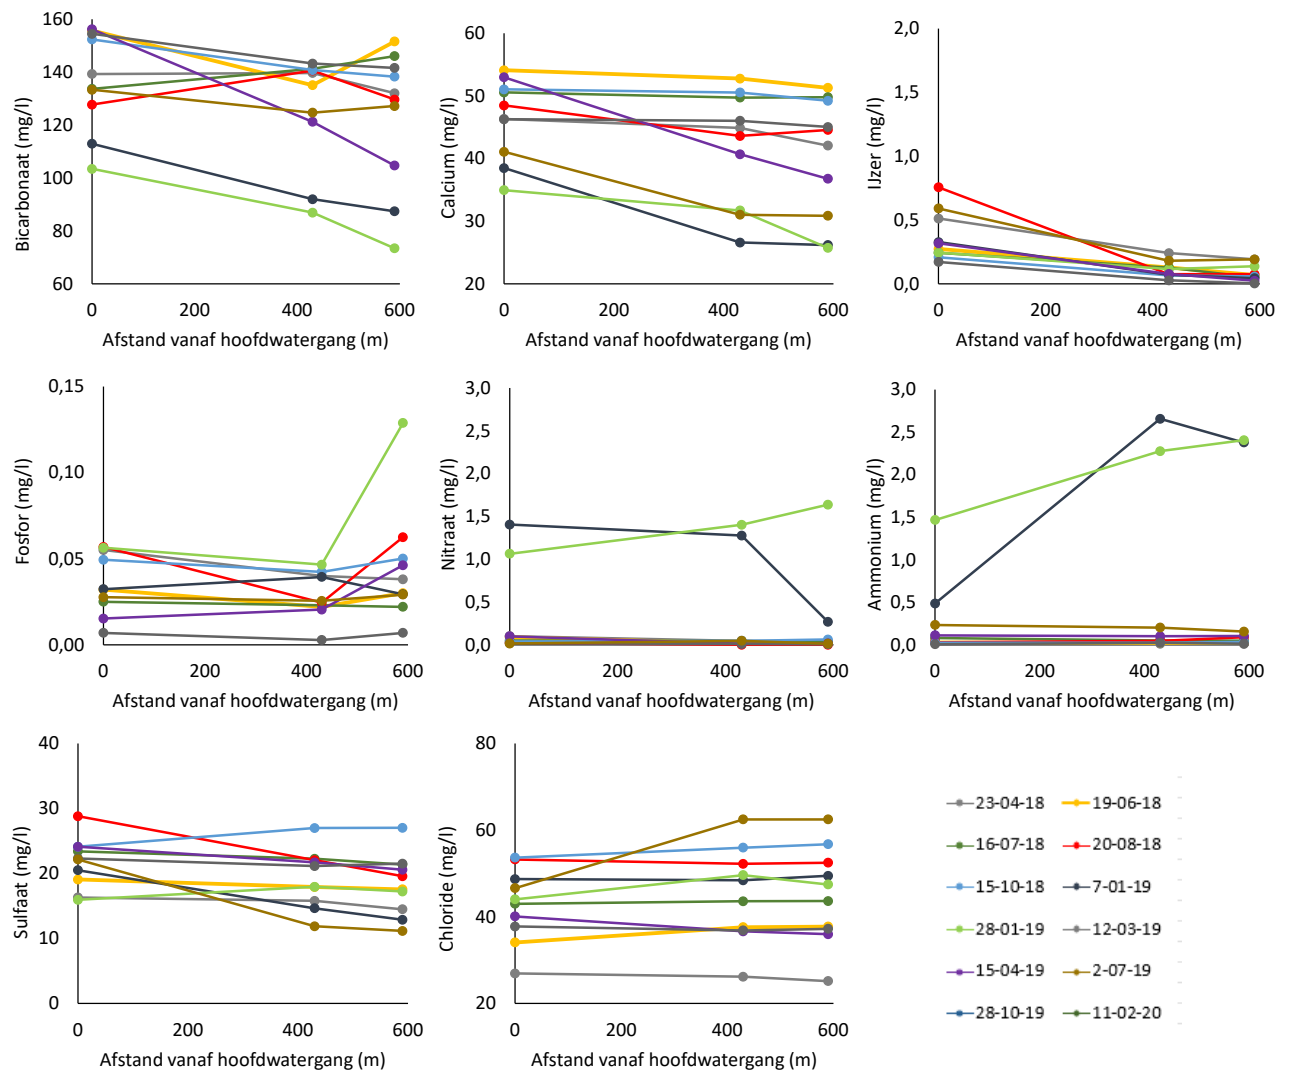 Bicarbonaat (mg/l)
160
140
120
100
80
60
0 200 400 600
Afstand vanaf hoofdwatergang (m)
Calcium (mg/l)
60
50
40
30
20
0 200 400 600
Afstand vanaf hoofdwatergang (m)
IJzer (mg/l)
2,0
1,5
1,0
0,5
0,0
0 200 400 600
Afstand vanaf hoofdwatergang (m)
Fosfor (mg/l)
0,15
0,10
0,05
0,00
0 200 400 600
Afstand vanaf hoofdwatergang (m)
Nitraat (mg/l)
3,0
2,5
2,0
1,5
1,0
0,5
0,0
0 200 400 600
Afstand vanaf hoofdwatergang (m)
Ammonium (mg/l)
3,0
2,5
2,0
1,5
1,0
0,5
0,0
0 200 400 600
Afstand vanaf hoofdwatergang (m)
Sulfaat (mg/l)
40
30
20
10
0
0 200 400 600
Afstand vanaf hoofdwatergang (m)
Chloride (mg/l)
80
60
40
20
0 200 400 600
Afstand vanaf hoofdwatergang (m)
23-04-18 19-06-18
16-07-18 20-08-18
15-10-18 7-01-19
28-01-19 12-03-19
15-04-19 2-07-19
28-10-19 11-02-20